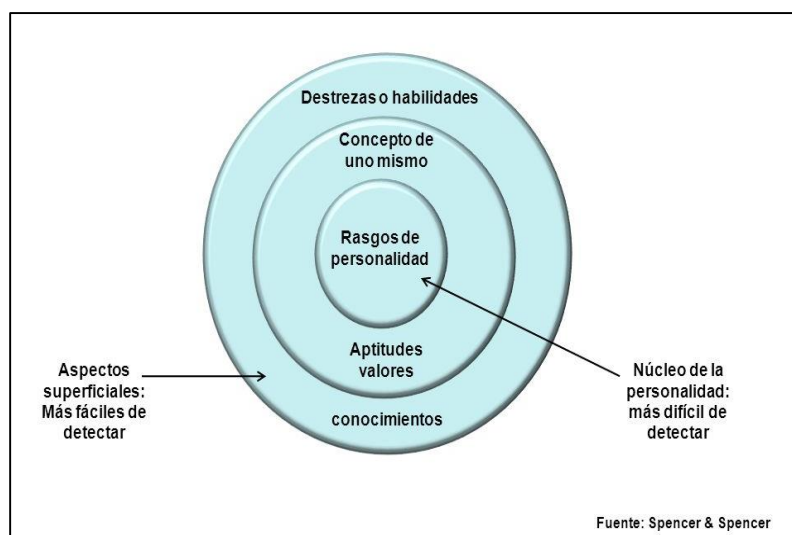 Destrezas o habilidades
Concepto de
uno mismo
Rasgos de
personalidad
Aptitudes
valores
conocimientos
Aspectos
superficiales:
Más fáciles de
detectar
Núcleo de la
personalidad:
más difícil de
detectar
Fuente: Spencer & Spencer